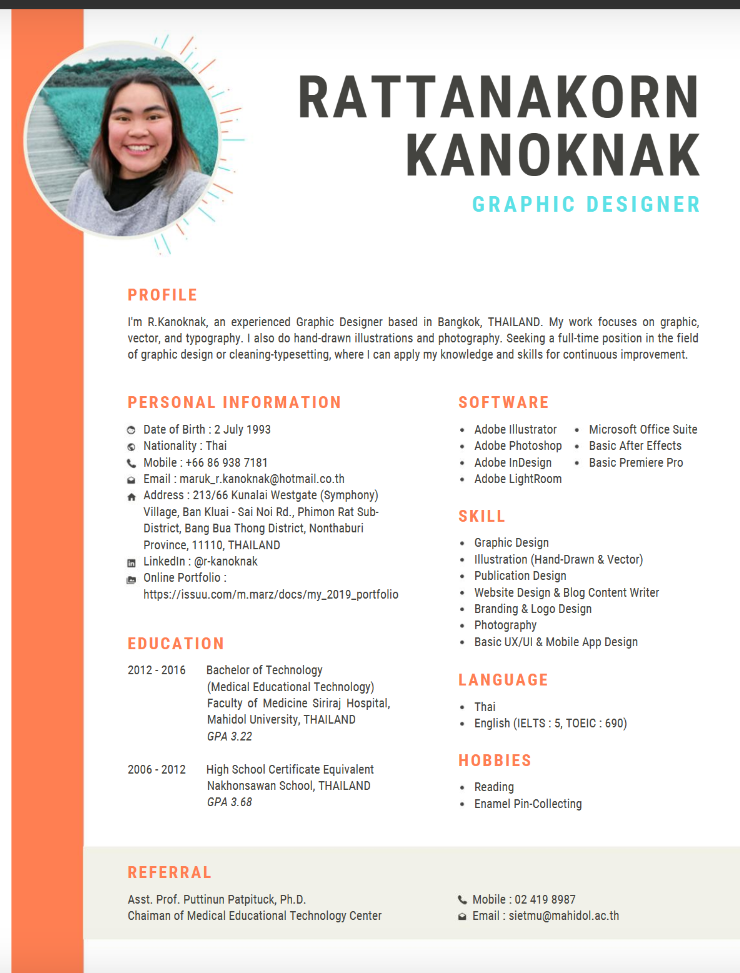 RATTANAKORN
KANOKNAK
GRAPHIC DESIGNER
PROFILE
I'm R.Kanoknak, an experienced Graphic Designer based in Bangkok, THAILAND. My work focuses on graphic,
vector, and typography. I also do hand-drawn illustrations and photography. Seeking a full-time position in the field
of graphic design or cleaning-typesetting, where I can apply my knowledge and skills for continuous improvement.
PERSONAL INFORMATION
Date of Birth : 2 July 1993
Nationality : Thai
Mobile : +66 86 938 7181
Email : maruk_r.kanoknak@hotmail.co.th
Address : 213/66 Kunalai Westgate (Symphony)
Village, Ban Kluai - Sai Noi Rd., Phimon Rat Sub-
District, Bang Bua Thong District, Nonthaburi
Province, 11110, THAILAND
LinkedIn : @r-kanoknak
Online Portfolio :
https://issuu.com/m.marz/docs/my_2019_portfolio
EDUCATION
2012 - 2016 Bachelor of Technology
(Medical Educational Technology)
Faculty of Medicine Siriraj Hospital,
Mahidol University, THAILAND
GPA 3.22
2006 - 2012 High School Certificate Equivalent
Nakhonsawan School, THAILAND
GPA 3.68
SOFTWARE
• Adobe Illustrator
• Adobe Photoshop
• Adobe InDesign
• Adobe LightRoom
• Microsoft Office Suite
• Basic After Effects
• Basic Premiere Pro
SKILL
• Graphic Design
• Illustration (Hand-Drawn & Vector)
• Publication Design
• Website Design & Blog Content Writer
• Branding & Logo Design
• Photography
• Basic UX/UI & Mobile App Design
LANGUAGE
• Thai
• English (IELTS : 5, TOEIC : 690)
HOBBIES
• Reading
• Enamel Pin-Collecting
REFERRAL
Asst. Prof. Puttinun Patpituck, Ph.D.
Chaiman of Medical Educational Technology Center
Mobile : 02 419 8987
Email : sietmu@mahidol.ac.th